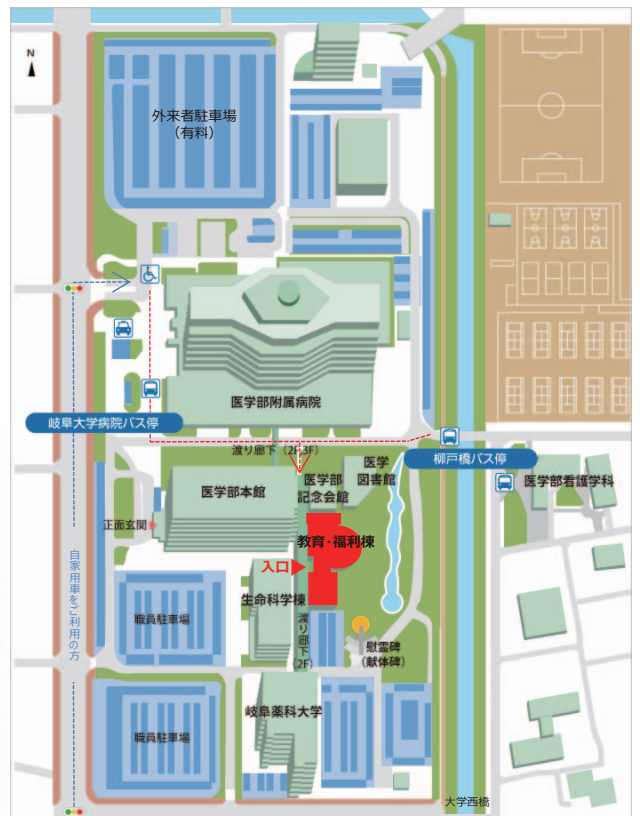 N
外来者駐車場
（有料）
医学部附属病院
岐阜大学病院バス停
渡り廊下（2F3F）
柳戸橋バス停
医学部看護学科
医学
図書館
医学部
記念会館
医学部本館
正面玄関
教育・福利棟
入口
生命科学棟
自家用車をご利用の方
職員駐車場
渡り廊下（2F）
慰霊碑
（献体碑）
岐阜薬科大学
職員駐車場
大学西橋